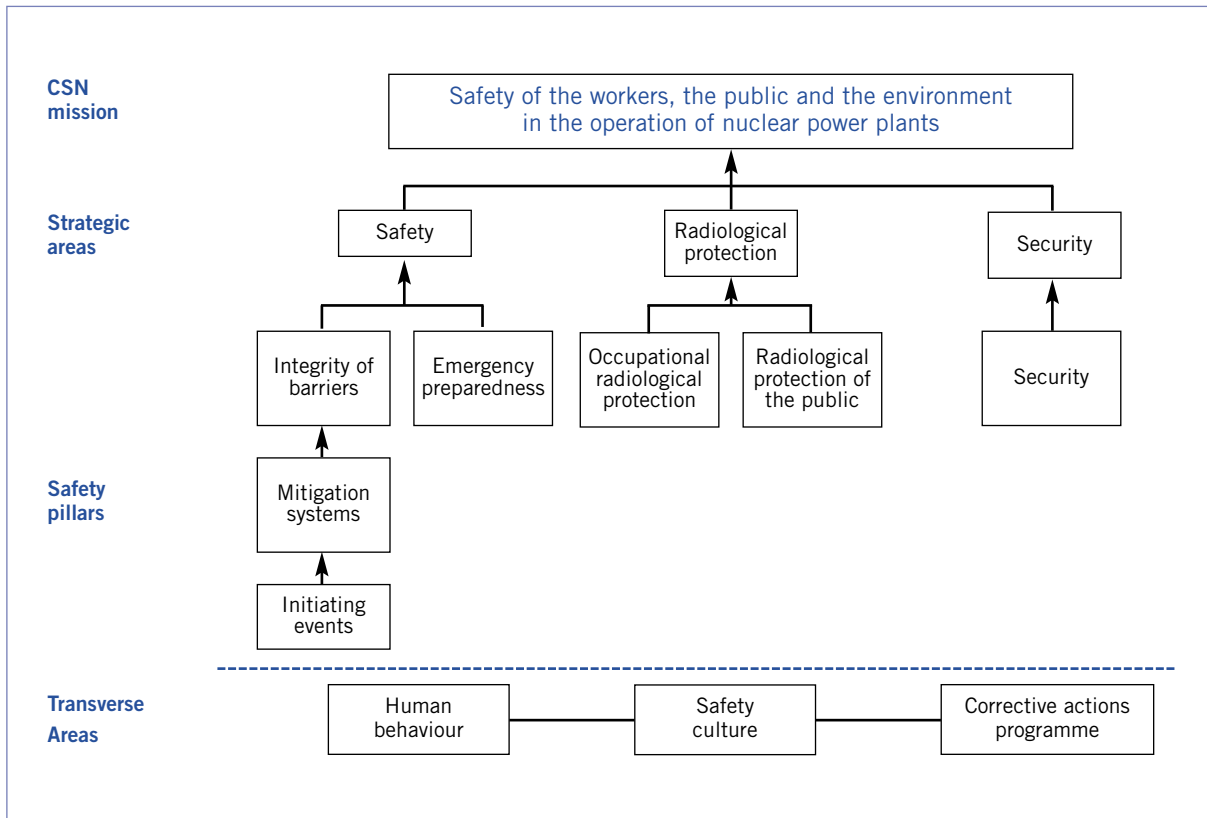 CSN
mission
Safety of the workers, the public and the environment
in the operation of nuclear power plants
Strategic
areas
Safety
Radiological
protection
Security
Integrity of
barriers
Emergency
preparedness
Occupational
radiological
protection
Radiological
protection of
the public
Security
Safety
pillars
Mitigation
systems
Initiating
events
Transverse
Areas
Human
behaviour
Safety
culture
Corrective actions
programme